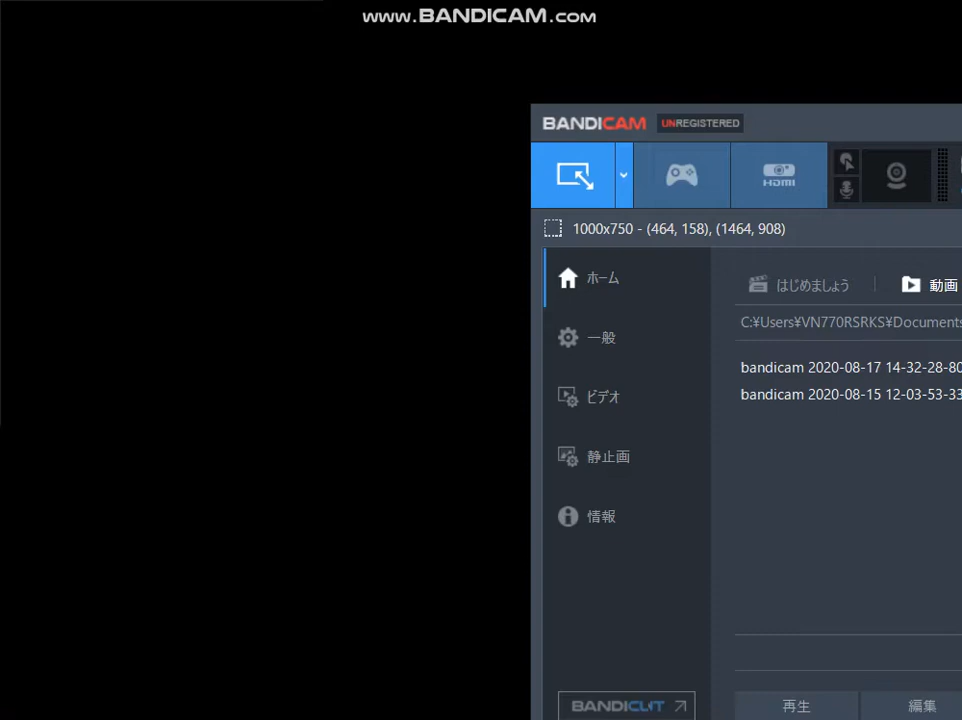 www.BANDICAM.com
BANDICAM UNREGISTERED
HDMI
1000x750 - (464, 158), (1464, 908)
ホーム
はじめましょう
動画
C:¥Users¥VN770RSRKS¥Documents
一般
bandicam 2020-08-17 14-32-28-80
bandicam 2020-08-15 12-03-53-33
ビデオ
静止画
情報
BANDICUT
再生
編集